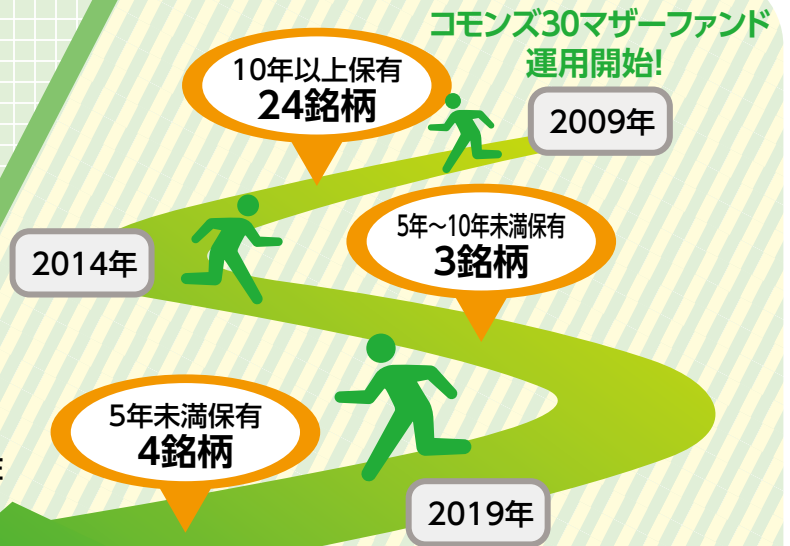 コモンズ30マザーファンド
運用開始!
10年以上保有
24銘柄
2009年
5年～10年未満保有
3銘柄
2014年
5年未満保有
4銘柄
2019年